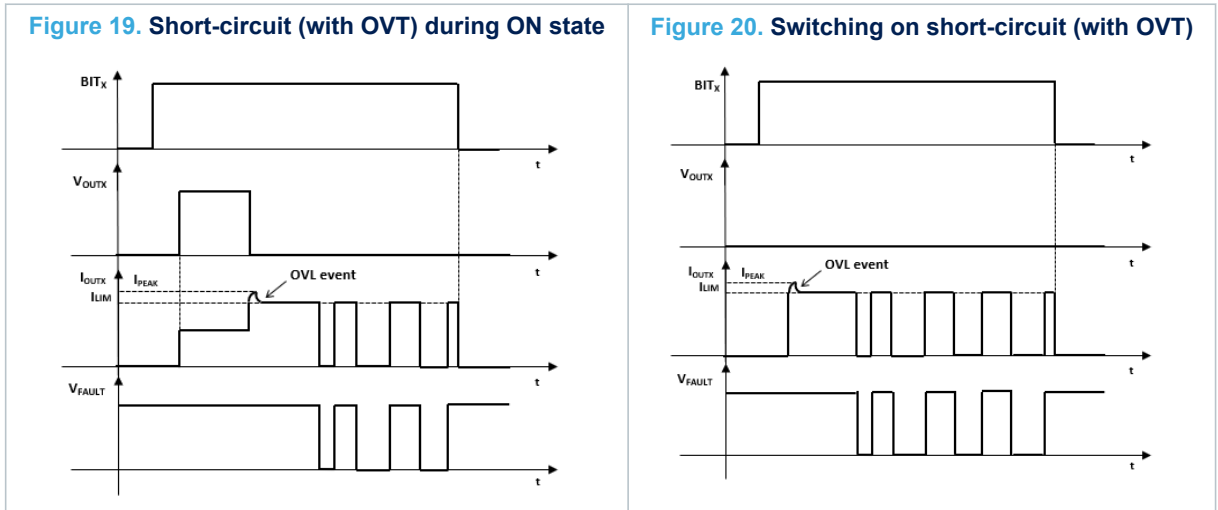 Figure 19. Short-circuit (with OVT) during ON state
BITX
t
VOUTX
t
IOUTX
IPEAK
ILIM
OVL event
t
VFAULT
t
Figure 20. Switching on short-circuit (with OVT)
BITX
t
VOUTX
t
IOUTX
IPEAK
ILIM
OVL event
t
VFAULT
t